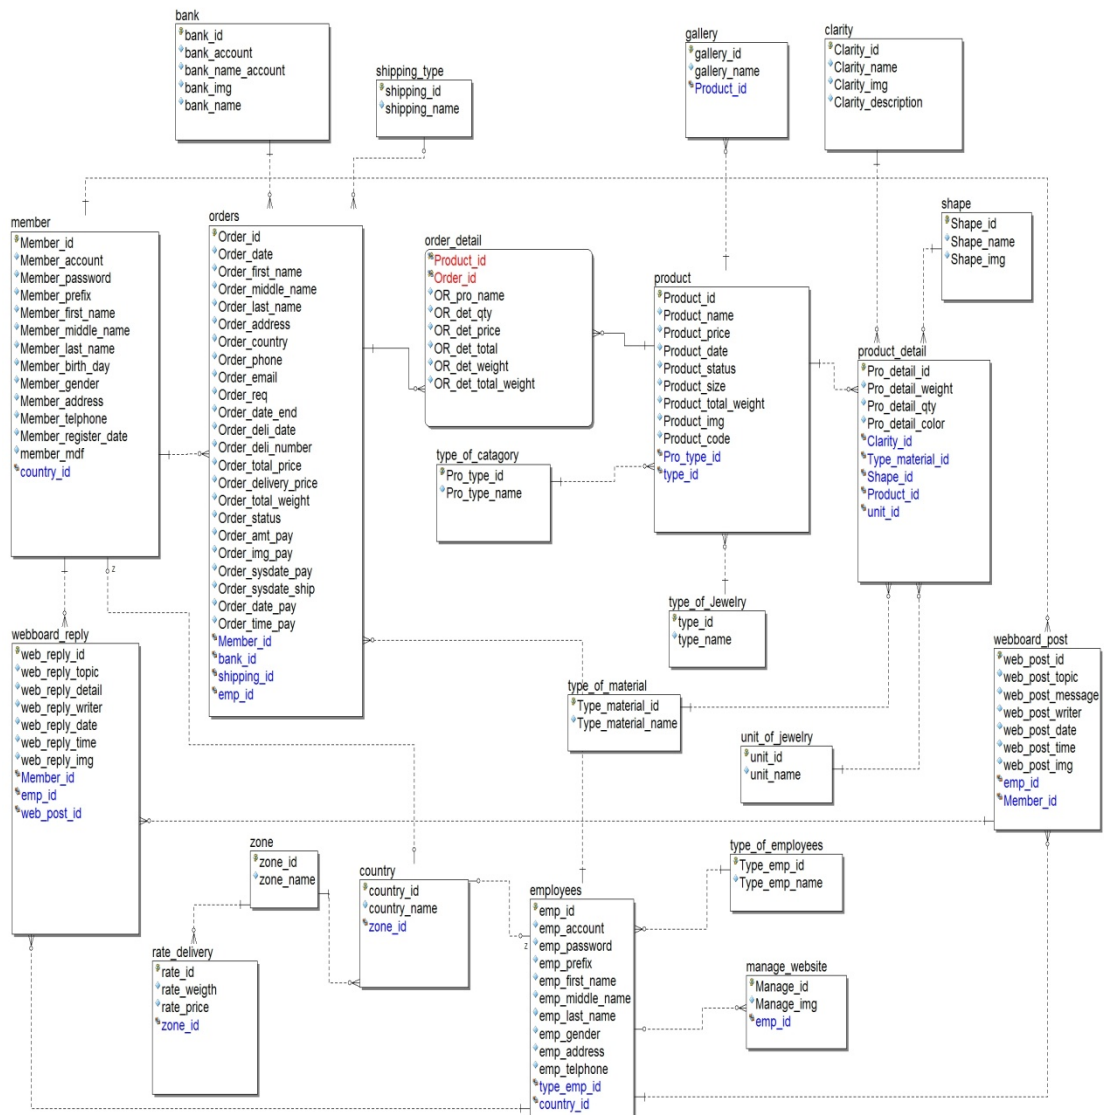 bank
bank_id
bank_account
bank_name_account
bank_img
bank_name
shipping_type
shipping_id
shipping_name
gallery
gallery_id
gallery_name
Product_id
clarity
Clarity_id
Clarity_name
Clarity_img
Clarity_description
member
Member_id
Member_account
Member_password
Member_prefix
Member_first_name
Member_middle_name
Member_last_name
Member_birth_day
Member_gender
Member_address
Member_telphone
Member_register_date
member_mdf
country_id
orders
Order_id
Order_date
Order_first_name
Order_middle_name
Order_last_name
Order_address
Order_country
Order_phone
Order_email
Order_req
Order_date_end
Order_deli_date
Order_deli_number
Order_total_price
Order_delivery_price
Order_total_weight
Order_status
Order_amt_pay
Order_img_pay
Order_sysdate_pay
Order_sysdate_ship
Order_date_pay
Order_time_pay
Member_id
bank_id
shipping_id
emp_id
order_detail
Product_id
Order_id
OR_pro_name
OR_det_qty
OR_det_price
OR_det_total
OR_det_weight
OR_det_total_weight
product
Product_id
Product_name
Product_price
Product_date
Product_status
Product_size
Product_total_weight
Product_img
Product_code
Pro_type_id
type_id
shape
Shape_id
Shape_name
Shape_img
product_detail
Pro_detail_id
Pro_detail_weight
Pro_detail_qty
Pro_detail_color
Clarity_id
Type_material_id
Shape_id
Product_id
unit_id
type_of_catagory
Pro_type_id
Pro_type_name
type_of_Jewelry
type_id
type_name
z
webboard_reply
web_reply_id
web_reply_topic
web_reply_detail
web_reply_writer
web_reply_date
web_reply_time
web_reply_img
Member_id
emp_id
web_post_id
type_of_material
Type_material_id
Type_material_name
unit_of_jewelry
unit_id
unit_name
webboard_post
web_post_id
web_post_topic
web_post_message
web_post_writer
web_post_date
web_post_time
web_post_img
emp_id
Member_id
zone
zone_id
zone_name
country
country_id
country_name
zone_id
rate_delivery
rate_id
rate_weigth
rate_price
zone_id
employees
emp_id
emp_account
z
emp_password
emp_prefix
emp_first_name
emp_middle_name
emp_last_name
emp_gender
emp_address
emp_telphone
type_emp_id
country_id
type_of_employees
Type_emp_id
Type_emp_name
manage_website
Manage_id
Manage_img
emp_id